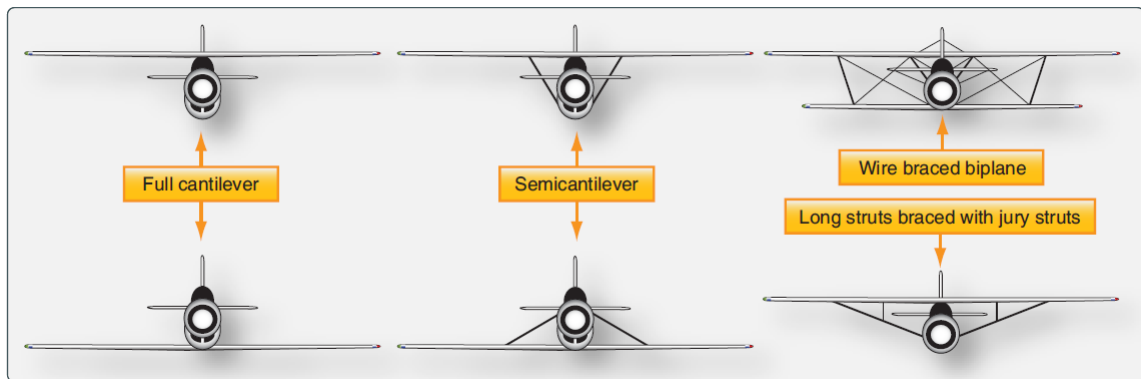 Full cantilever
Semicantilever
Wire braced biplane
Long struts braced with jury struts